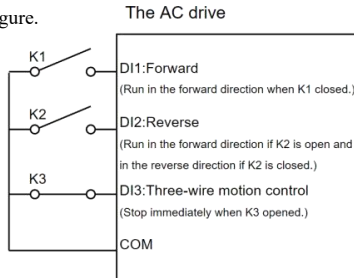 gure.
The AC drive
K1
DI1:Forward
(Run in the forward direction when K1 closed.)
K2
DI2:Reverse
(Run in the forward direction if K2 is open and
in the reverse direction if K2 is closed.)
K3
DI3:Three-wire motion control
(Stop immediately when K3 opened.)
COM